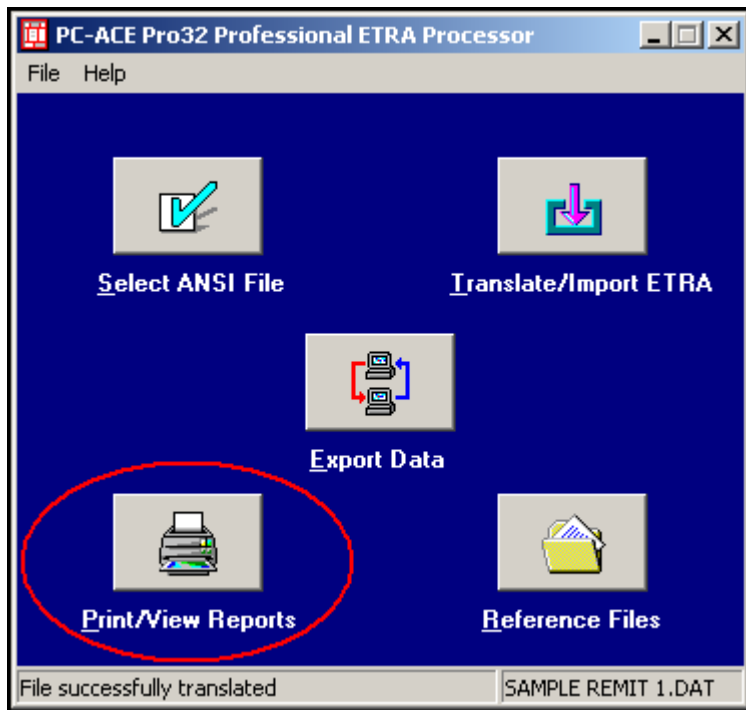 PC-ACE Pro32 Professional ETRA Processor
File Help
Select ANSI File
Translate/Import ETRA
Export Data
Print/View Reports
Reference Files
File successfully translated
SAMPLE REMIT 1.DAT